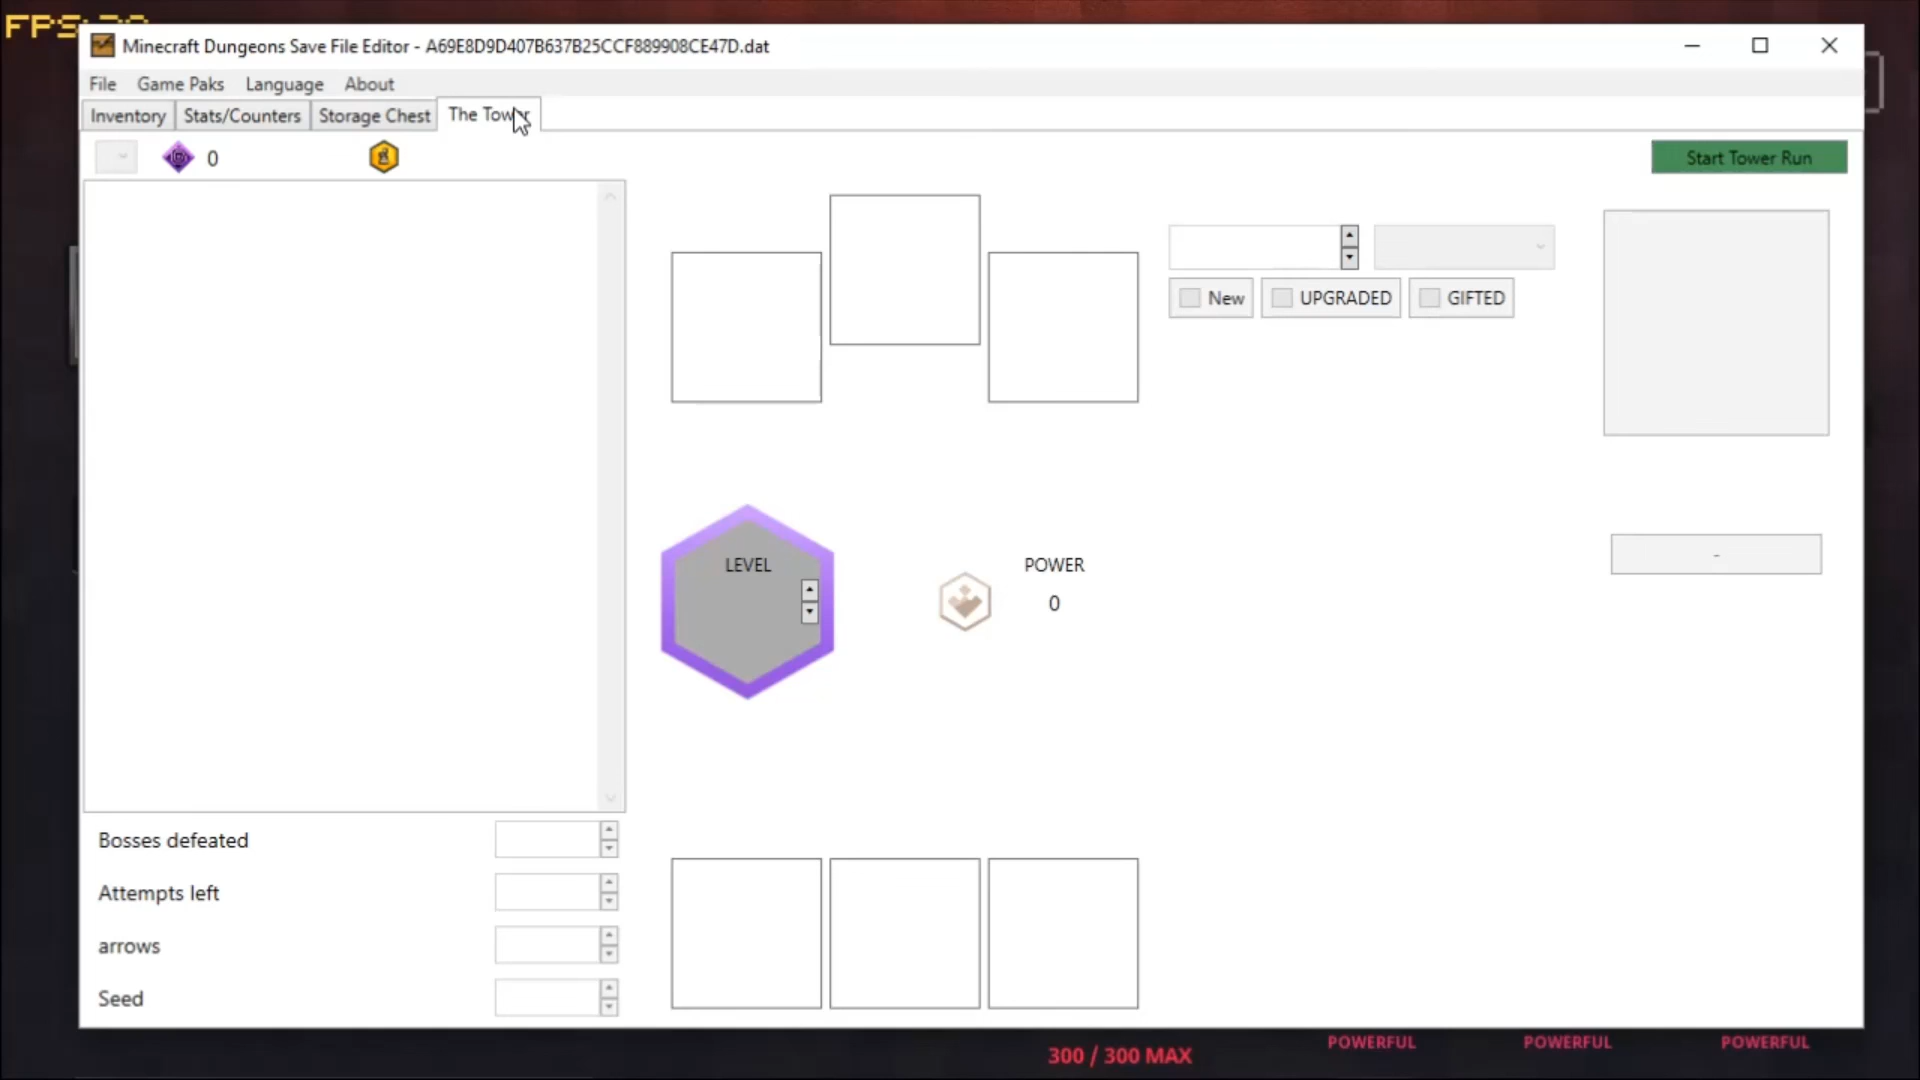 FPS:
Minecraft Dungeons Save File Editor - A69E8D9D407B637B25CCF889908CE47D.dat
File Game Paks Language About
Inventory Stats/Counters Storage Chest The Tower
0 Start Tower Run
New UPGRADED GIFTED
LEVEL POWER
0
-
Bosses defeated
Attempts left
arrows
Seed
POWERFUL POWERFUL POWERFUL
300 / 300 MAX